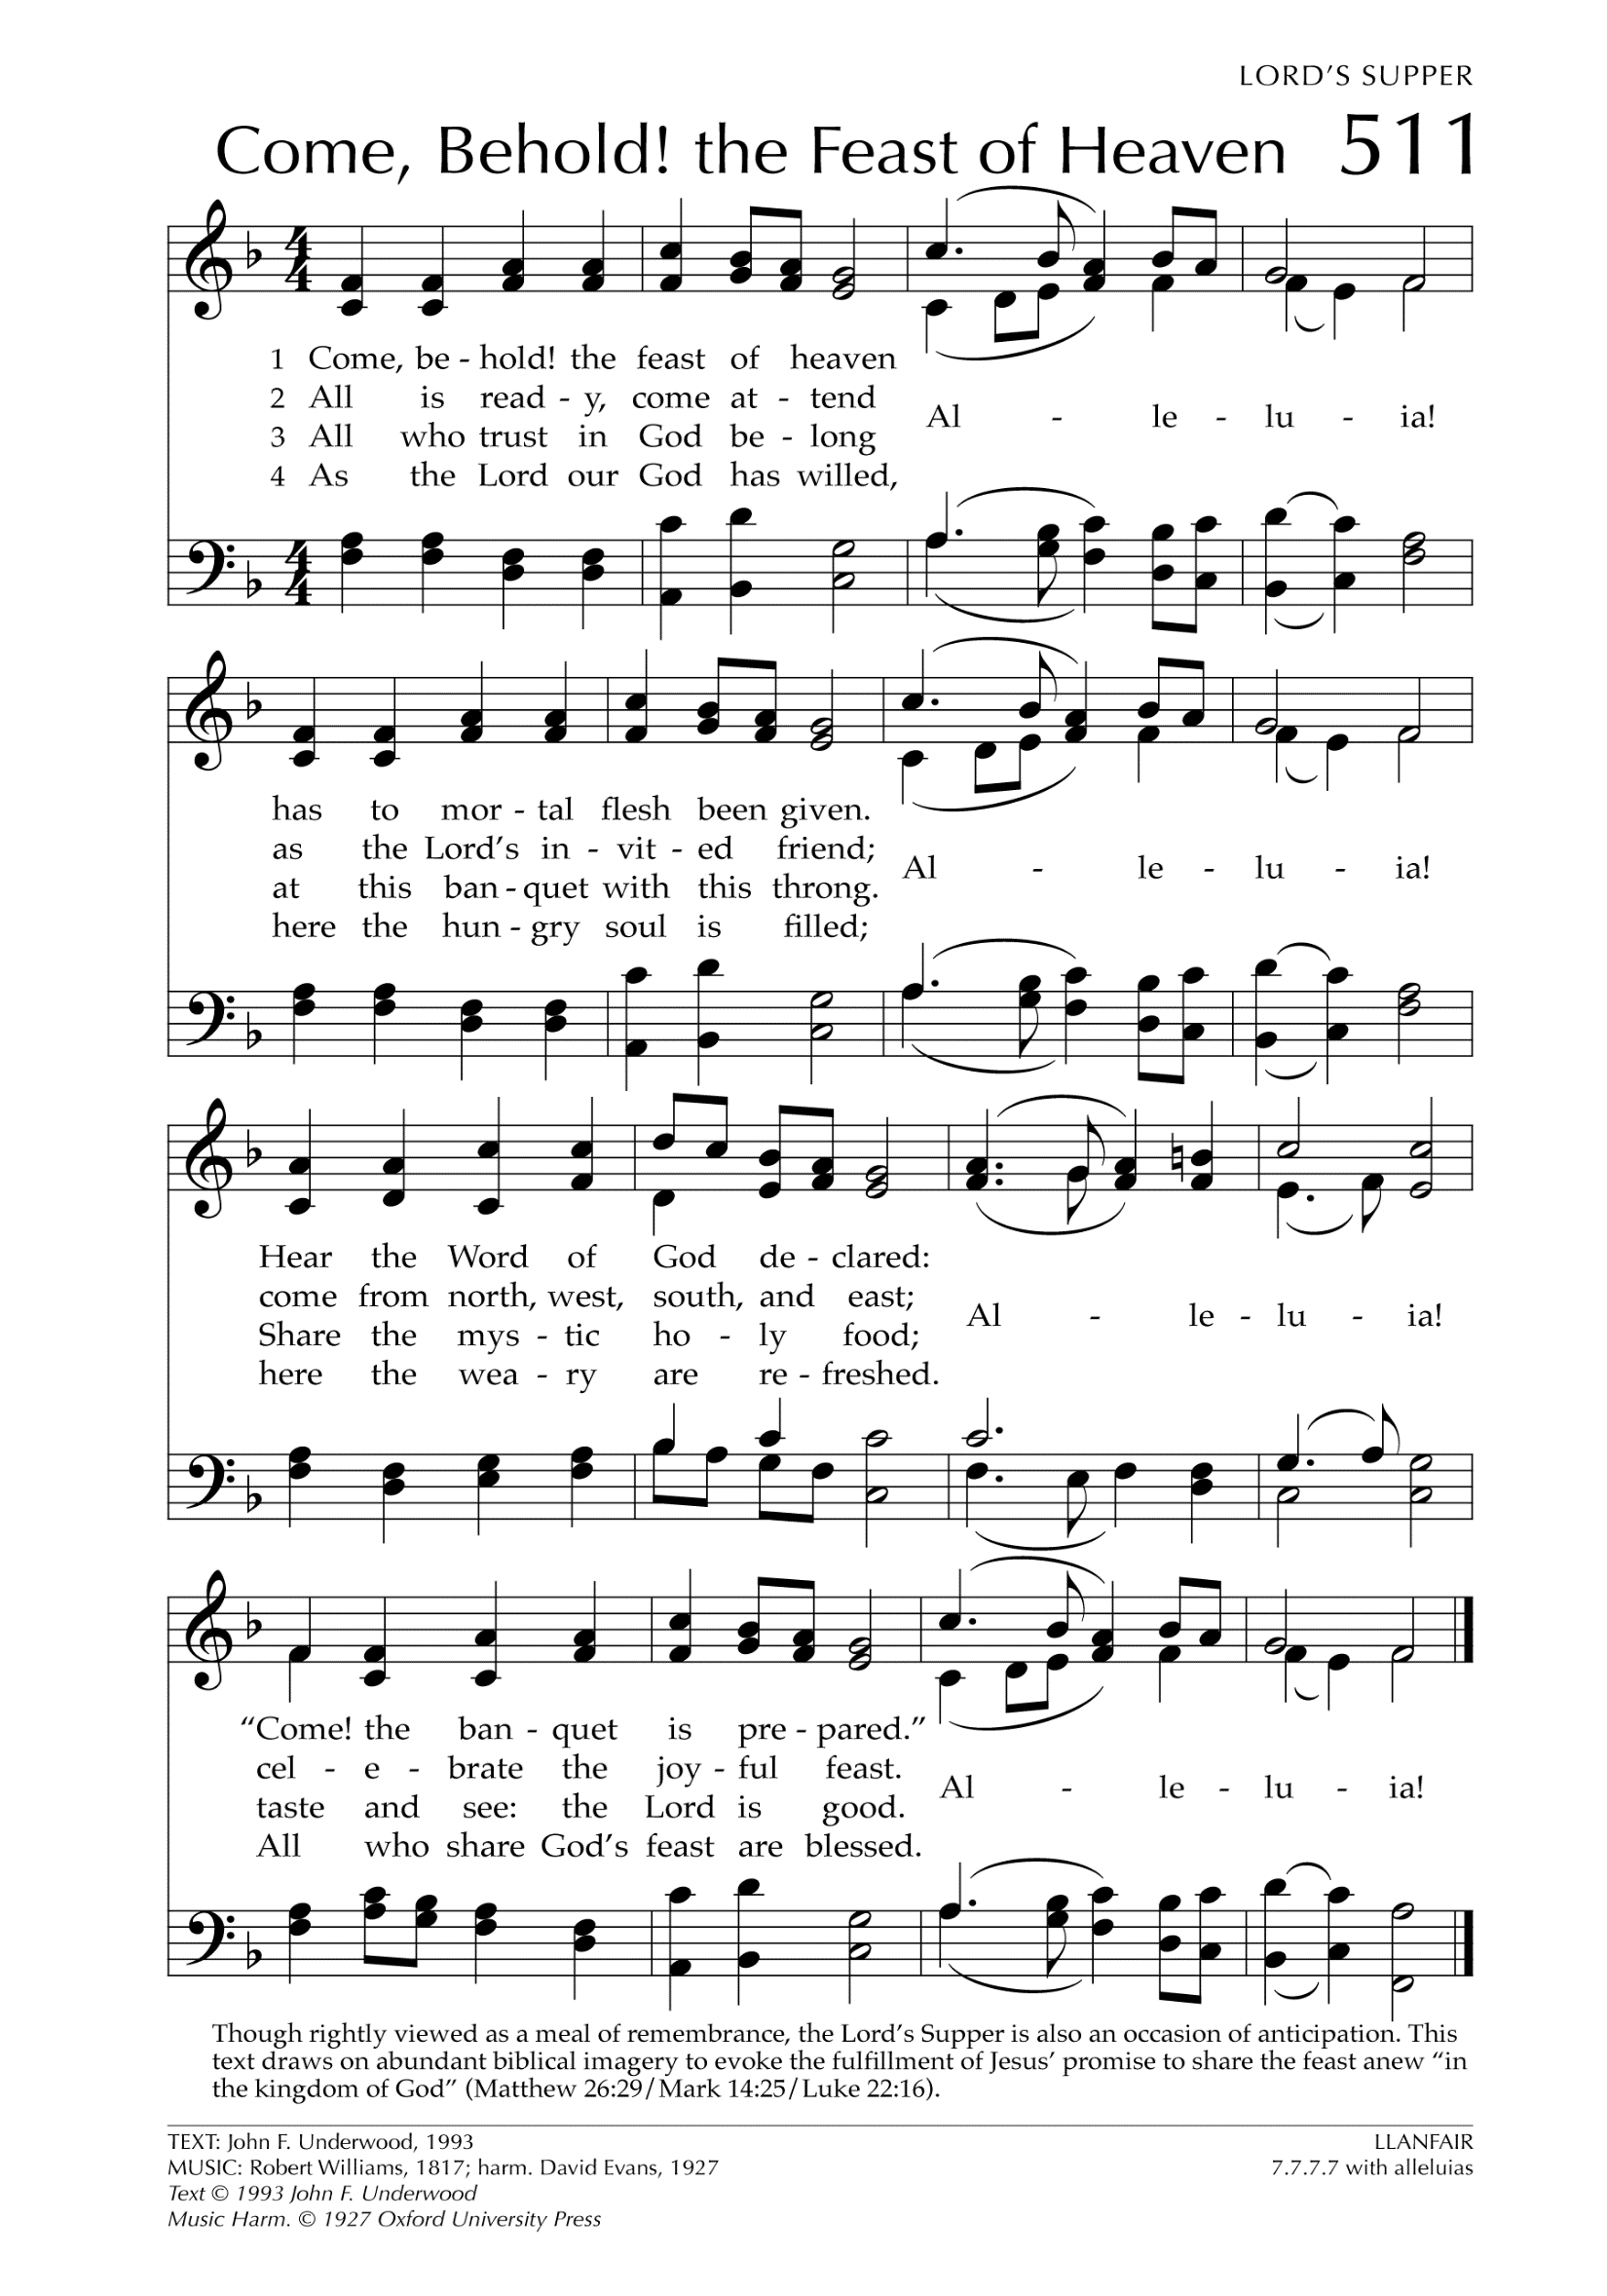 LORD’S SUPPER
Come, Behold! the Feast of Heaven 511
1 Come, be - hold! the feast of heaven
2 All is read - y, come at - tend
3 All who trust in God be - long
4 As the Lord our God has willed,
Al - le - lu - ia!
has to mor - tal flesh been given.
as the Lord’s in - vit - ed friend;
at this ban - quet with this throng.
here the hun - gry soul is filled;
Al - le - lu - ia!
Hear the Word of God de - clared:
come from north, west, south, and east;
Share the mys - tic ho - ly food;
here the wea - ry are re - freshed.
Al - le - lu - ia!
“Come! the ban - quet is pre - pared.”
cel - e - brate the joy - ful feast.
taste and see: the Lord is good.
All who share God’s feast are blessed.
Al - le - lu - ia!
Though rightly viewed as a meal of remembrance, the Lord’s Supper is also an occasion of anticipation. This
text draws on abundant biblical imagery to evoke the fulfillment of Jesus’ promise to share the feast anew “in
the kingdom of God” (Matthew 26:29/Mark 14:25/Luke 22:16).
TEXT: John F. Underwood, 1993
LLANFAIR
MUSIC: Robert Williams, 1817; harm. David Evans, 1927
7.7.7.7 with alleluias
Text © 1993 John F. Underwood
Music Harm. © 1927 Oxford University Press